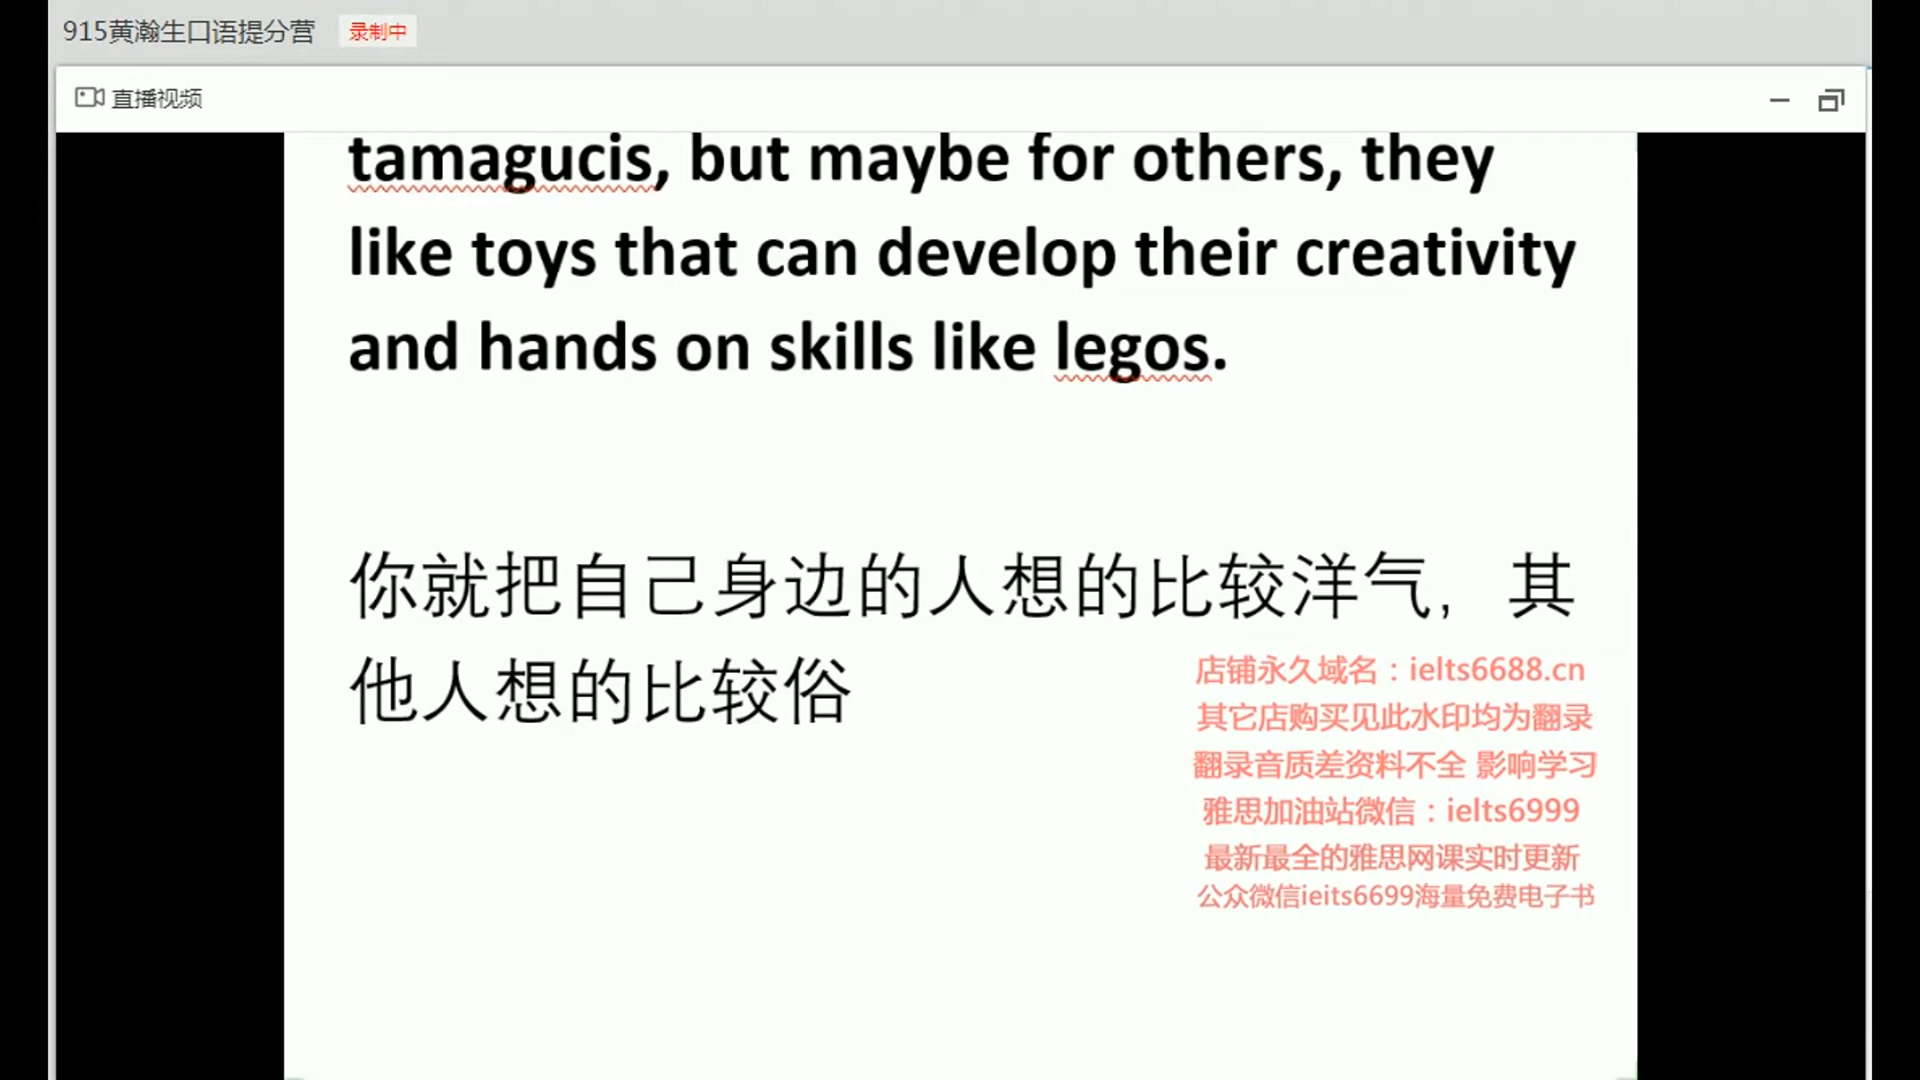 915黄瀚生口语提分营 录制中
直播视频
tamagucis, but maybe for others, they
like toys that can develop their creativity
and hands on skills like legos.
你就把自己身边的人想的比较洋气，其
他人想的比较俗
店铺永久域名：ielts6688.cn
其它店购买见此水印均为翻录
翻录音质差资料不全 影响学习
雅思加油站微信：ielts6999
最新最全的雅思网课实时更新
公众微信ieits6699海量免费电子书